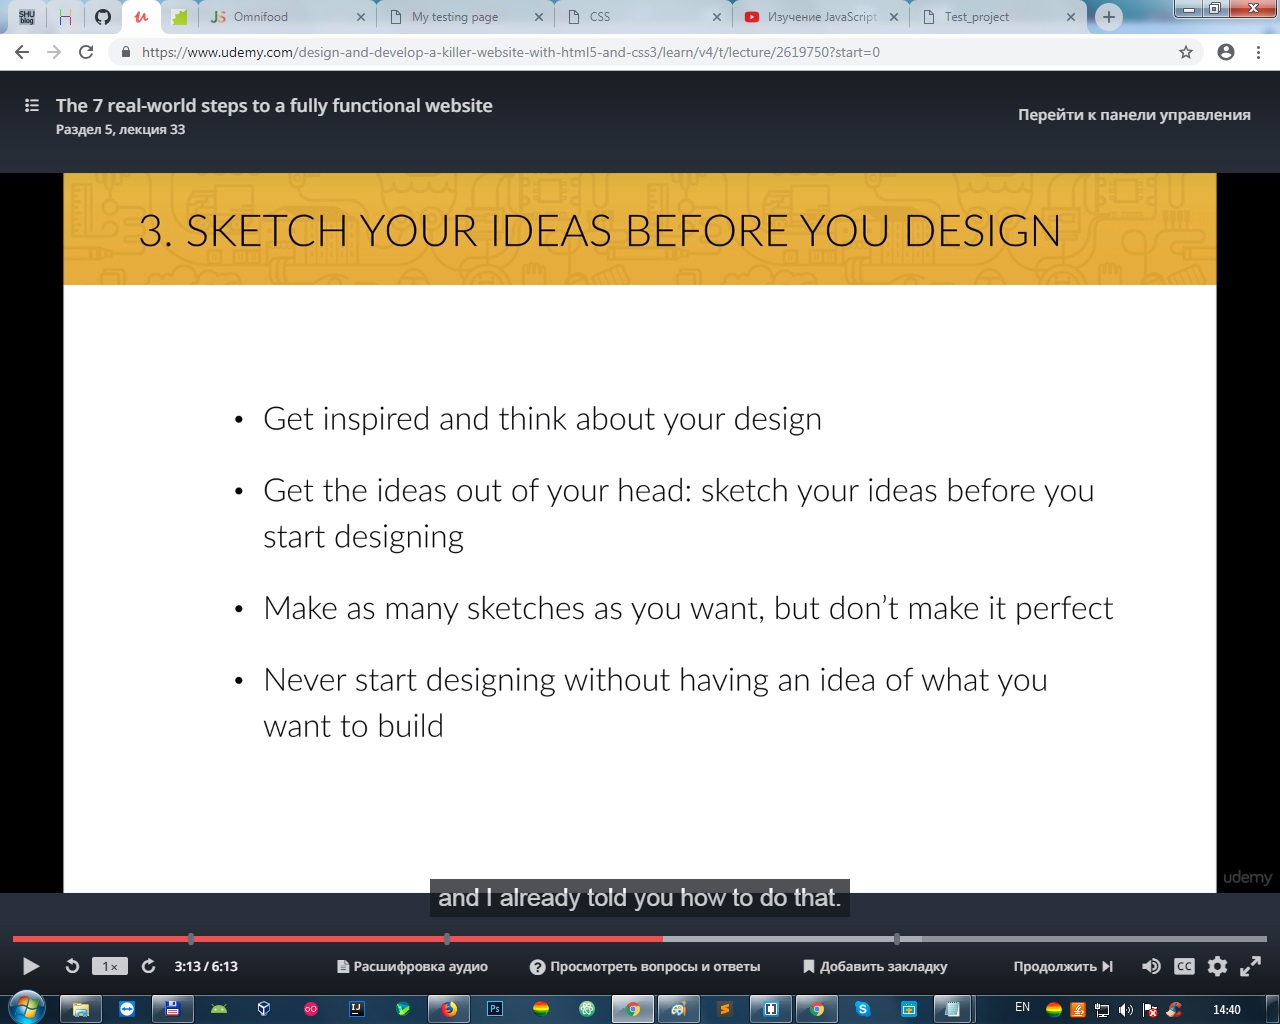 SHU
blog
Omnifood
My testing page
CSS
Изучение JavaScript
Test_project
https://www.udemy.com/design-and-develop-a-killer-website-with-html5-and-css3/learn/v4/t/lecture/2619750?start=0
The 7 real-world steps to a fully functional website
Раздел 5, лекция 33
Перейти к панели управления
3. SKETCH YOUR IDEAS BEFORE YOU DESIGN
• Get inspired and think about your design
• Get the ideas out of your head: sketch your ideas before you
start designing
• Make as many sketches as you want, but don’t make it perfect
• Never start designing without having an idea of what you
want to build
udemy
and I already told you how to do that.
1×
3:13 / 6:13
Расшифровка аудио
Просмотреть вопросы и ответы
Добавить закладку
Продолжить
CC
EN
14:40